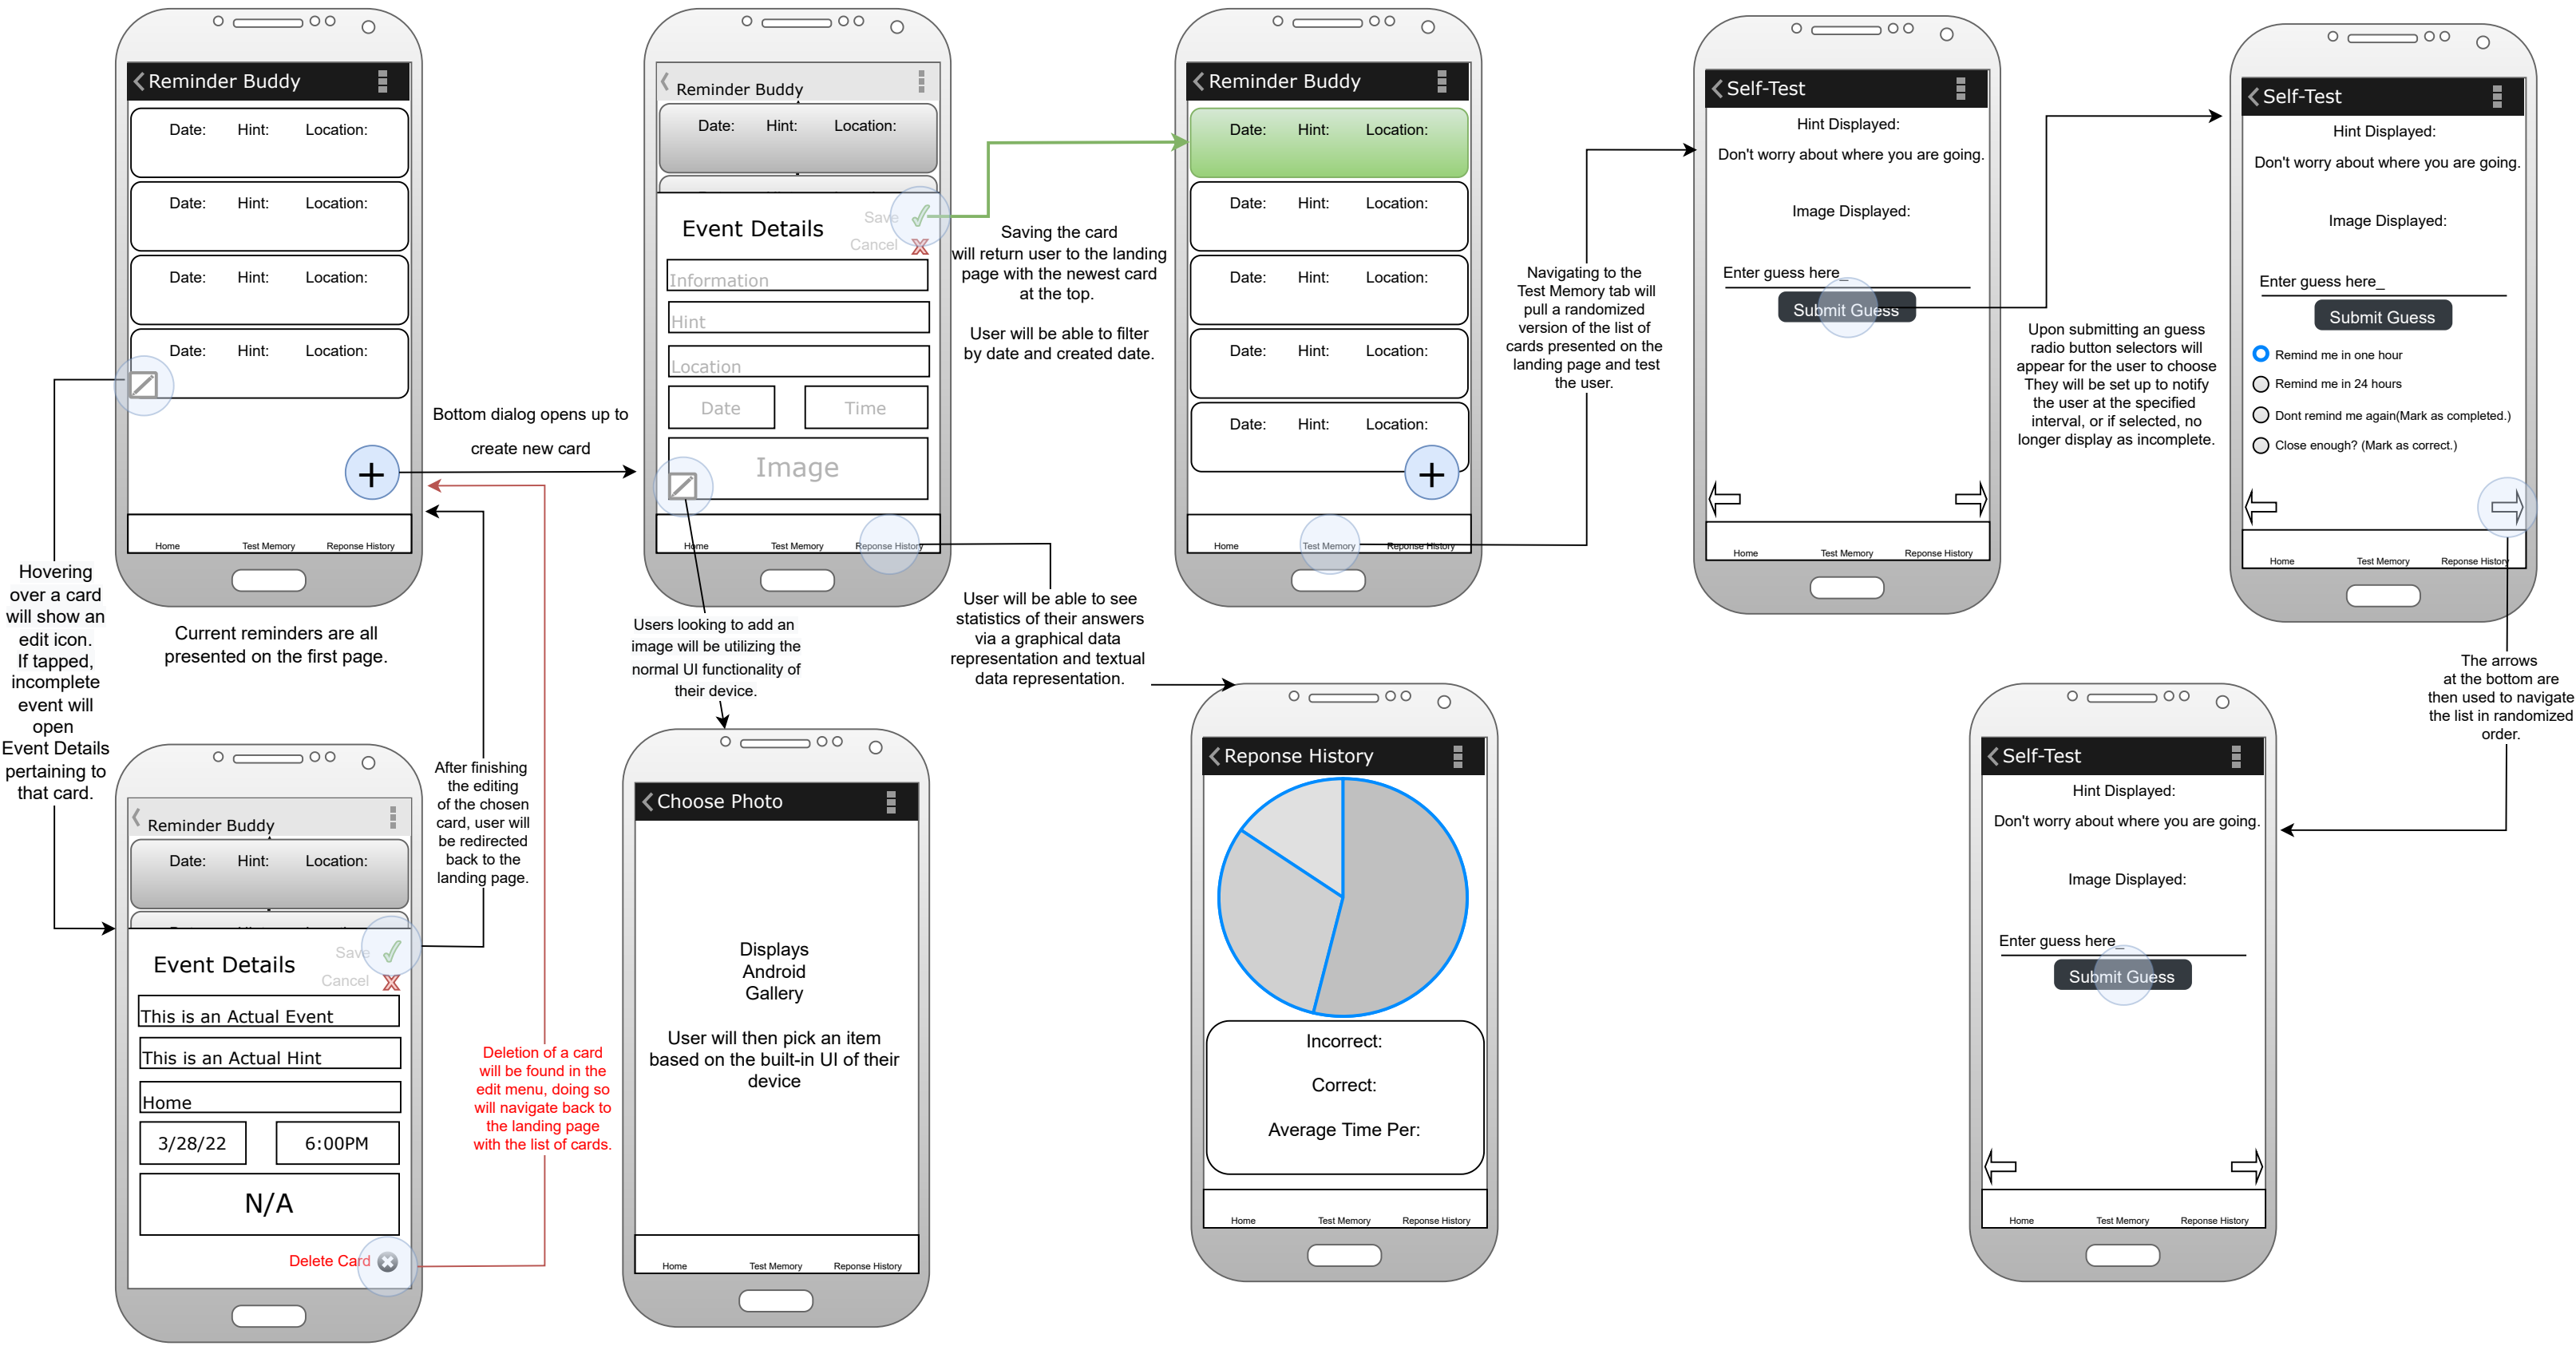 Reminder Buddy
Date: Hint: Location:
Date: Hint: Location:
Date: Hint: Location:
Date: Hint: Location:
+
Home Test Memory Reponse History
Current reminders are all
presented on the first page.
Hovering
over a card
will show an
edit icon.
If tapped,
incomplete
event will
open
Event Details
pertaining to
that card.
Bottom dialog opens up to
create new card
Reminder Buddy
Date: Hint: Location:
Event Details
Save
Cancel
Information
Hint
Location
Date Time
Image
Home Test Memory Reponse History
Saving the card
will return user to the landing
page with the newest card
at the top.
User will be able to filter
by date and created date.
Reminder Buddy
Date: Hint: Location:
Date: Hint: Location:
Date: Hint: Location:
Date: Hint: Location:
Date: Hint: Location:
+
Home Test Memory Reponse History
Navigating to the
Test Memory tab will
pull a randomized
version of the list of
cards presented on the
landing page and test
the user.
Self-Test
Hint Displayed:
Don't worry about where you are going.
Image Displayed:
Enter guess here_
Submit Guess
Home Test Memory Reponse History
Upon submitting an guess
radio button selectors will
appear for the user to choose
They will be set up to notify
the user at the specified
interval, or if selected, no
longer display as incomplete.
Self-Test
Hint Displayed:
Don't worry about where you are going.
Image Displayed:
Enter guess here_
Submit Guess
Remind me in one hour
Remind me in 24 hours
Dont remind me again(Mark as completed.)
Close enough? (Mark as correct.)
Home Test Memory Reponse History
The arrows
at the bottom are
then used to navigate
the list in randomized
order.
Reminder Buddy
Date: Hint: Location:
Event Details
Save
Cancel
This is an Actual Event
This is an Actual Hint
Home
3/28/22 6:00PM
N/A
Delete Card
After finishing
the editing
of the chosen
card, user will
be redirected
back to the
landing page.
Deletion of a card
will be found in the
edit menu, doing so
will navigate back to
the landing page
with the list of cards.
Users looking to add an
image will be utilizing the
normal UI functionality of
their device.
Choose Photo
Displays
Android
Gallery
User will then pick an item
based on the built-in UI of their
device
Home Test Memory Reponse History
User will be able to see
statistics of their answers
via a graphical data
representation and textual
data representation.
Reponse History
Incorrect:
Correct:
Average Time Per:
Home Test Memory Reponse History
Self-Test
Hint Displayed:
Don't worry about where you are going.
Image Displayed:
Enter guess here_
Submit Guess
Home Test Memory Reponse History